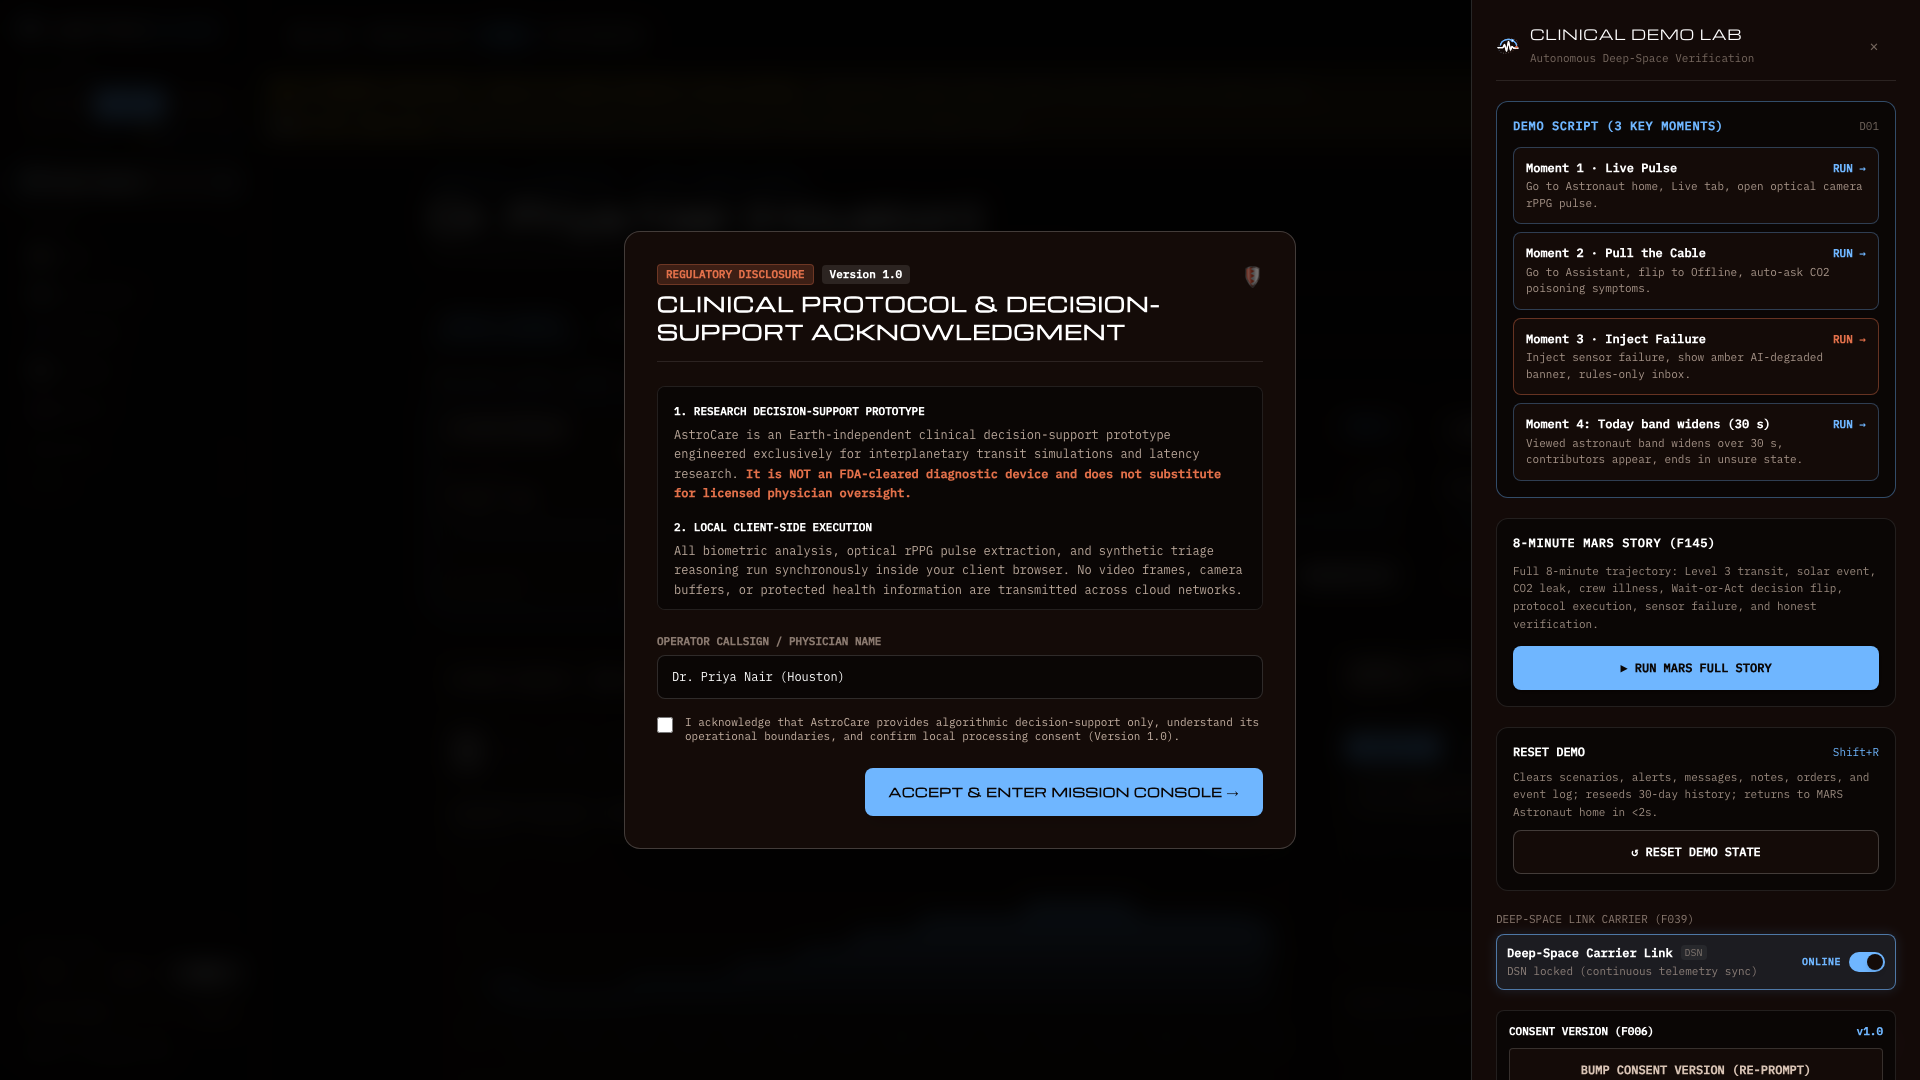 REGULATORY DISCLOSURE Version 1.0
CLINICAL PROTOCOL & DECISION-
SUPPORT ACKNOWLEDGMENT
1. RESEARCH DECISION-SUPPORT PROTOTYPE
AstroCare is an Earth-independent clinical decision-support prototype
engineered exclusively for interplanetary transit simulations and latency
research. It is NOT an FDA-cleared diagnostic device and does not substitute
for licensed physician oversight.
2. LOCAL CLIENT-SIDE EXECUTION
All biometric analysis, optical rPPG pulse extraction, and synthetic triage
reasoning run synchronously inside your client browser. No video frames, camera
buffers, or protected health information are transmitted across cloud networks.
OPERATOR CALLSIGN / PHYSICIAN NAME
Dr. Priya Nair (Houston)
I acknowledge that AstroCare provides algorithmic decision-support only, understand its
operational boundaries, and confirm local processing consent (Version 1.0).
ACCEPT & ENTER MISSION CONSOLE →
CLINICAL DEMO LAB
Autonomous Deep-Space Verification
×
DEMO SCRIPT (3 KEY MOMENTS) D01
Moment 1 · Live Pulse RUN →
Go to Astronaut home, Live tab, open optical camera
rPPG pulse.
Moment 2 · Pull the Cable RUN →
Go to Assistant, flip to Offline, auto-ask CO2
poisoning symptoms.
Moment 3 · Inject Failure RUN →
Inject sensor failure, show amber AI-degraded
banner, rules-only inbox.
Moment 4: Today band widens (30 s) RUN →
Viewed astronaut band widens over 30 s,
contributors appear, ends in unsure state.
8-MINUTE MARS STORY (F145)
Full 8-minute trajectory: Level 3 transit, solar event,
CO2 leak, crew illness, Wait-or-Act decision flip,
protocol execution, sensor failure, and honest
verification.
▶ RUN MARS FULL STORY
RESET DEMO Shift+R
Clears scenarios, alerts, messages, notes, orders, and
event log; reseeds 30-day history; returns to MARS
Astronaut home in <2s.
↺ RESET DEMO STATE
DEEP-SPACE LINK CARRIER (F039)
Deep-Space Carrier Link DSN
DSN locked (continuous telemetry sync)
ONLINE
CONSENT VERSION (F006) v1.0
BUMP CONSENT VERSION (RE-PROMPT)